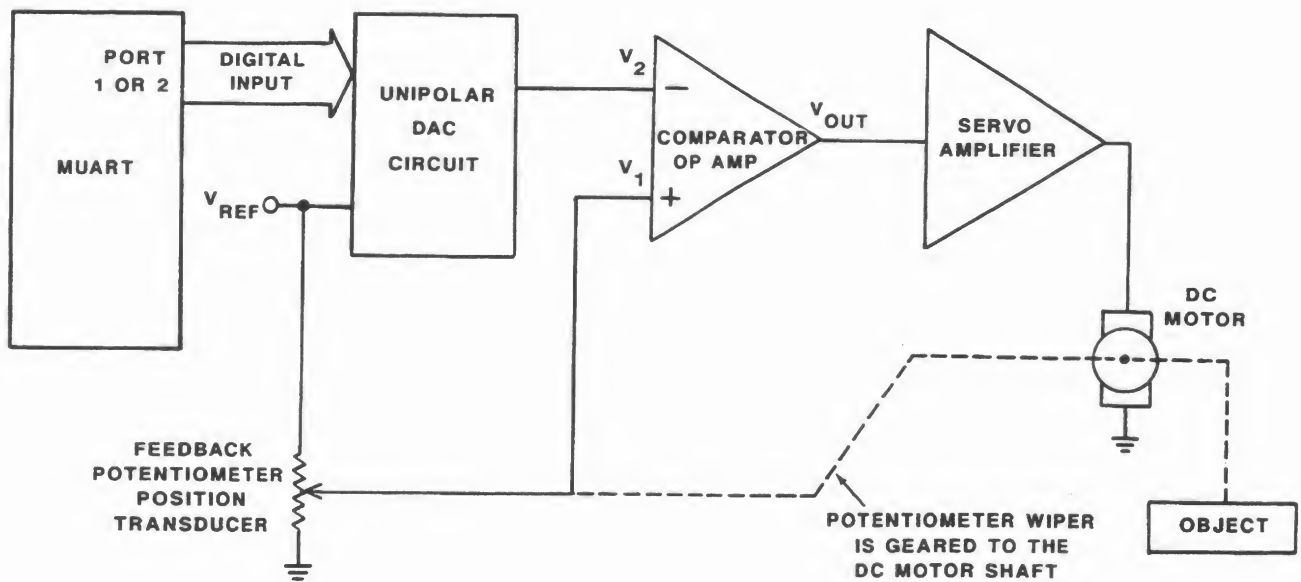 PORT
1 OR 2
MUART
DIGITAL
INPUT
UNIPOLAR
DAC
CIRCUIT
VREF
V2
V1
COMPARATOR
OP AMP
VOUT
SERVO
AMPLIFIER
DC
MOTOR
FEEDBACK
POTENTIOMETER
POSITION
TRANSDUCER
POTENTIOMETER WIPER
IS GEARED TO THE
DC MOTOR SHAFT
OBJECT